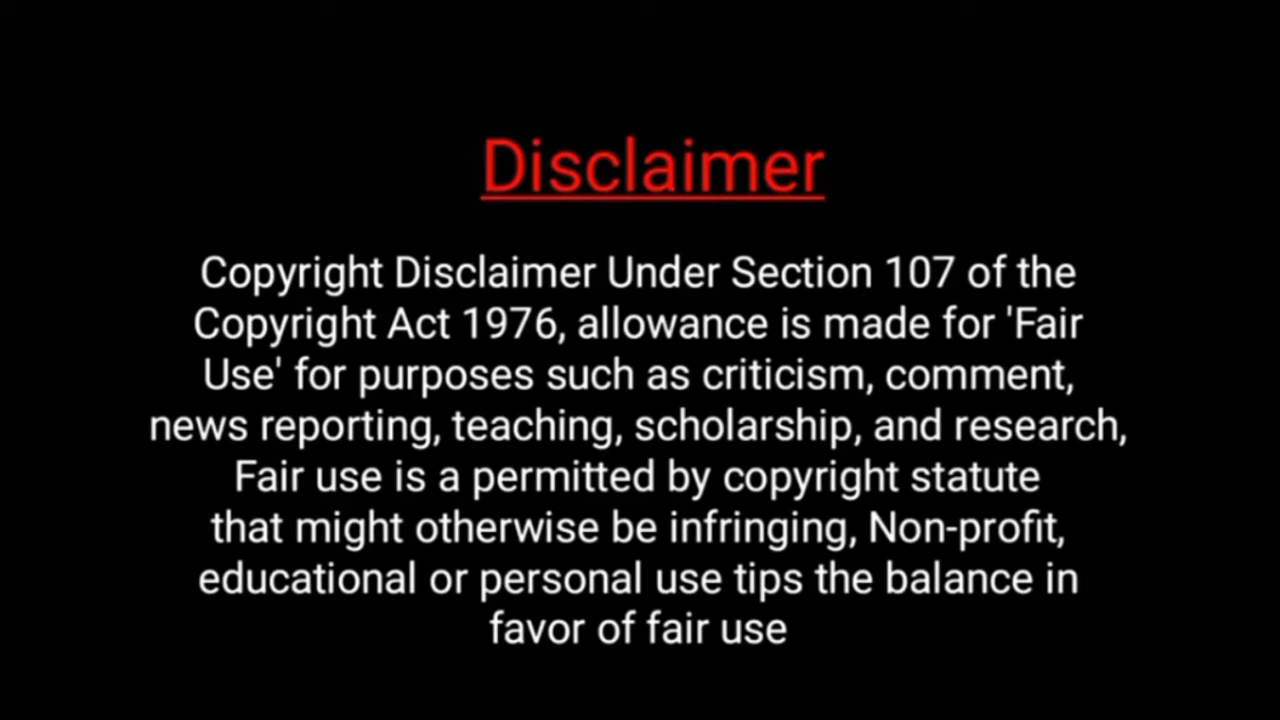 Disclaimer
Copyright Disclaimer Under Section 107 of the
Copyright Act 1976, allowance is made for 'Fair
Use' for purposes such as criticism, comment,
news reporting, teaching, scholarship, and research,
Fair use is a permitted by copyright statute
that might otherwise be infringing, Non-profit,
educational or personal use tips the balance in
favor of fair use